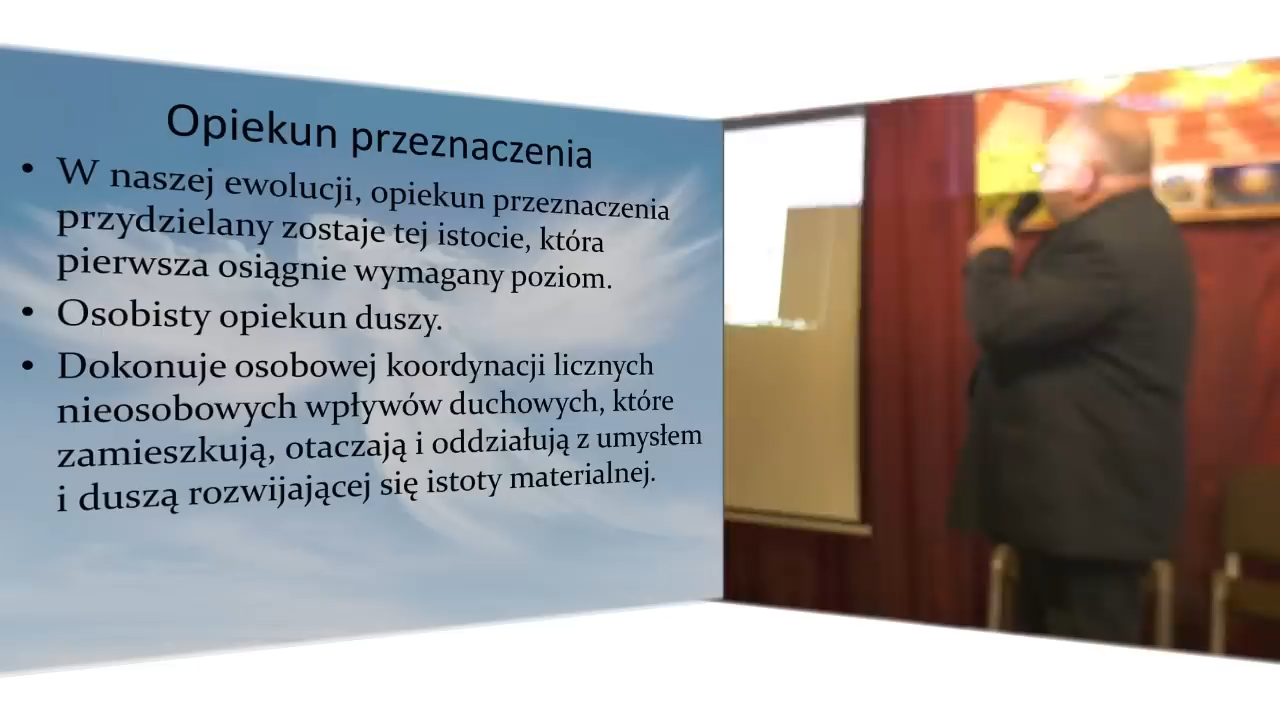 Opiekun przeznaczenia
• W naszej ewolucji, opiekun przeznaczenia
przydzielany zostaje tej istocie, która
pierwsza osiągnie wymagany poziom.
• Osobisty opiekun duszy.
• Dokonuje osobowej koordynacji licznych
nieosobowych wpływów duchowych, które
zamieszkują, otaczają i oddziałują z umysłem
i duszą rozwijającej się istoty materialnej.